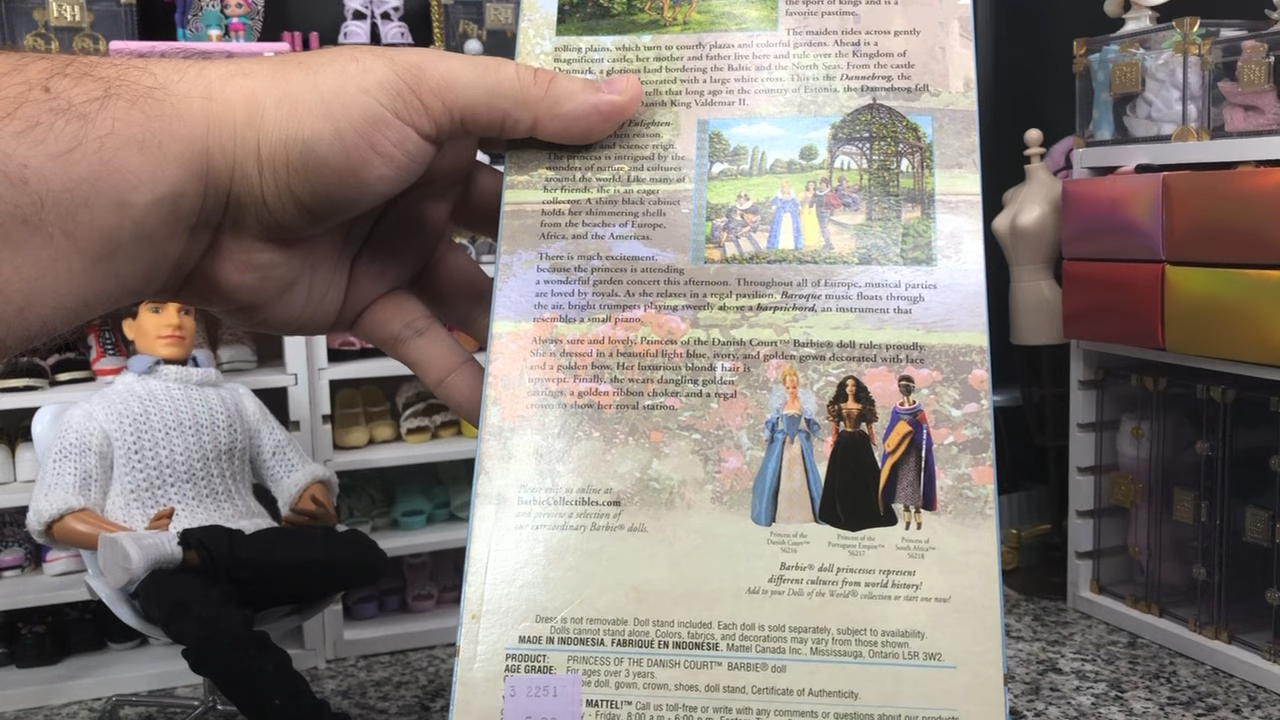 RH
RH
the sport of kings and is a
favorite pastime.
The maiden rides across gently
rolling plains, which turn to courtly plazas and colorful gardens. Ahead is a
magnificent castle; her mother and father live here and rule over the Kingdom of
Denmark, a glorious land bordering the Baltic and the North Seas. From the castle
decorated with a large white cross. This is the Dannebrog, the
tells that long ago in the country of Estonia, the Dannebrog fell
Danish King Valdemar II.
of Enlighten-
when reason,
and science reign.
The princess is intrigued by the
wonders of nature and cultures
around the world. Like many of
her friends, she is an eager
collector. A shiny black cabinet
holds her shimmering shells
from the beaches of Europe,
Africa, and the Americas.
There is much excitement,
because the princess is attending
a wonderful garden concert this afternoon. Throughout all of Europe, musical parties
are loved by royals. As she relaxes in a regal pavilion, Baroque music floats through
the air, bright trumpets playing sweetly above a harpsichord, an instrument that
resembles a small piano.
Always sure and lovely, Princess of the Danish Court™ Barbie® doll rules proudly.
She is dressed in a beautiful light blue, ivory, and golden gown decorated with lace
and a golden bow. Her luxurious blonde hair is
upswept. Finally, she wears dangling golden
earrings, a golden ribbon choker, and a regal
crown to show her royal station.
Please visit us online at
BarbieCollectibles.com
and preview a selection of
our extraordinary Barbie® dolls.
Princess of the
Danish Court™
56216
Princess of the
Portuguese Empire™
56217
Princess of
South Africa™
56218
Barbie® doll princesses represent
different cultures from world history!
Add to your Dolls of the World® collection or start one now!
Dress is not removable. Doll stand included. Each doll is sold separately, subject to availability.
Dolls cannot stand alone. Colors, fabrics, and decorations may vary from those shown.
MADE IN INDONESIA. FABRIQUÉ EN INDONÉSIE. Mattel Canada Inc., Mississauga, Ontario L5R 3W2.
PRODUCT: PRINCESS OF THE DANISH COURT™ BARBIE® doll
AGE GRADE: For ages over 3 years.
doll, gown, crown, shoes, doll stand, Certificate of Authenticity.
3 2251
MATTEL!™ Call us toll-free or write with any comments or questions about our products
- Friday, 8:00 a.m. - 6:00 p.m.